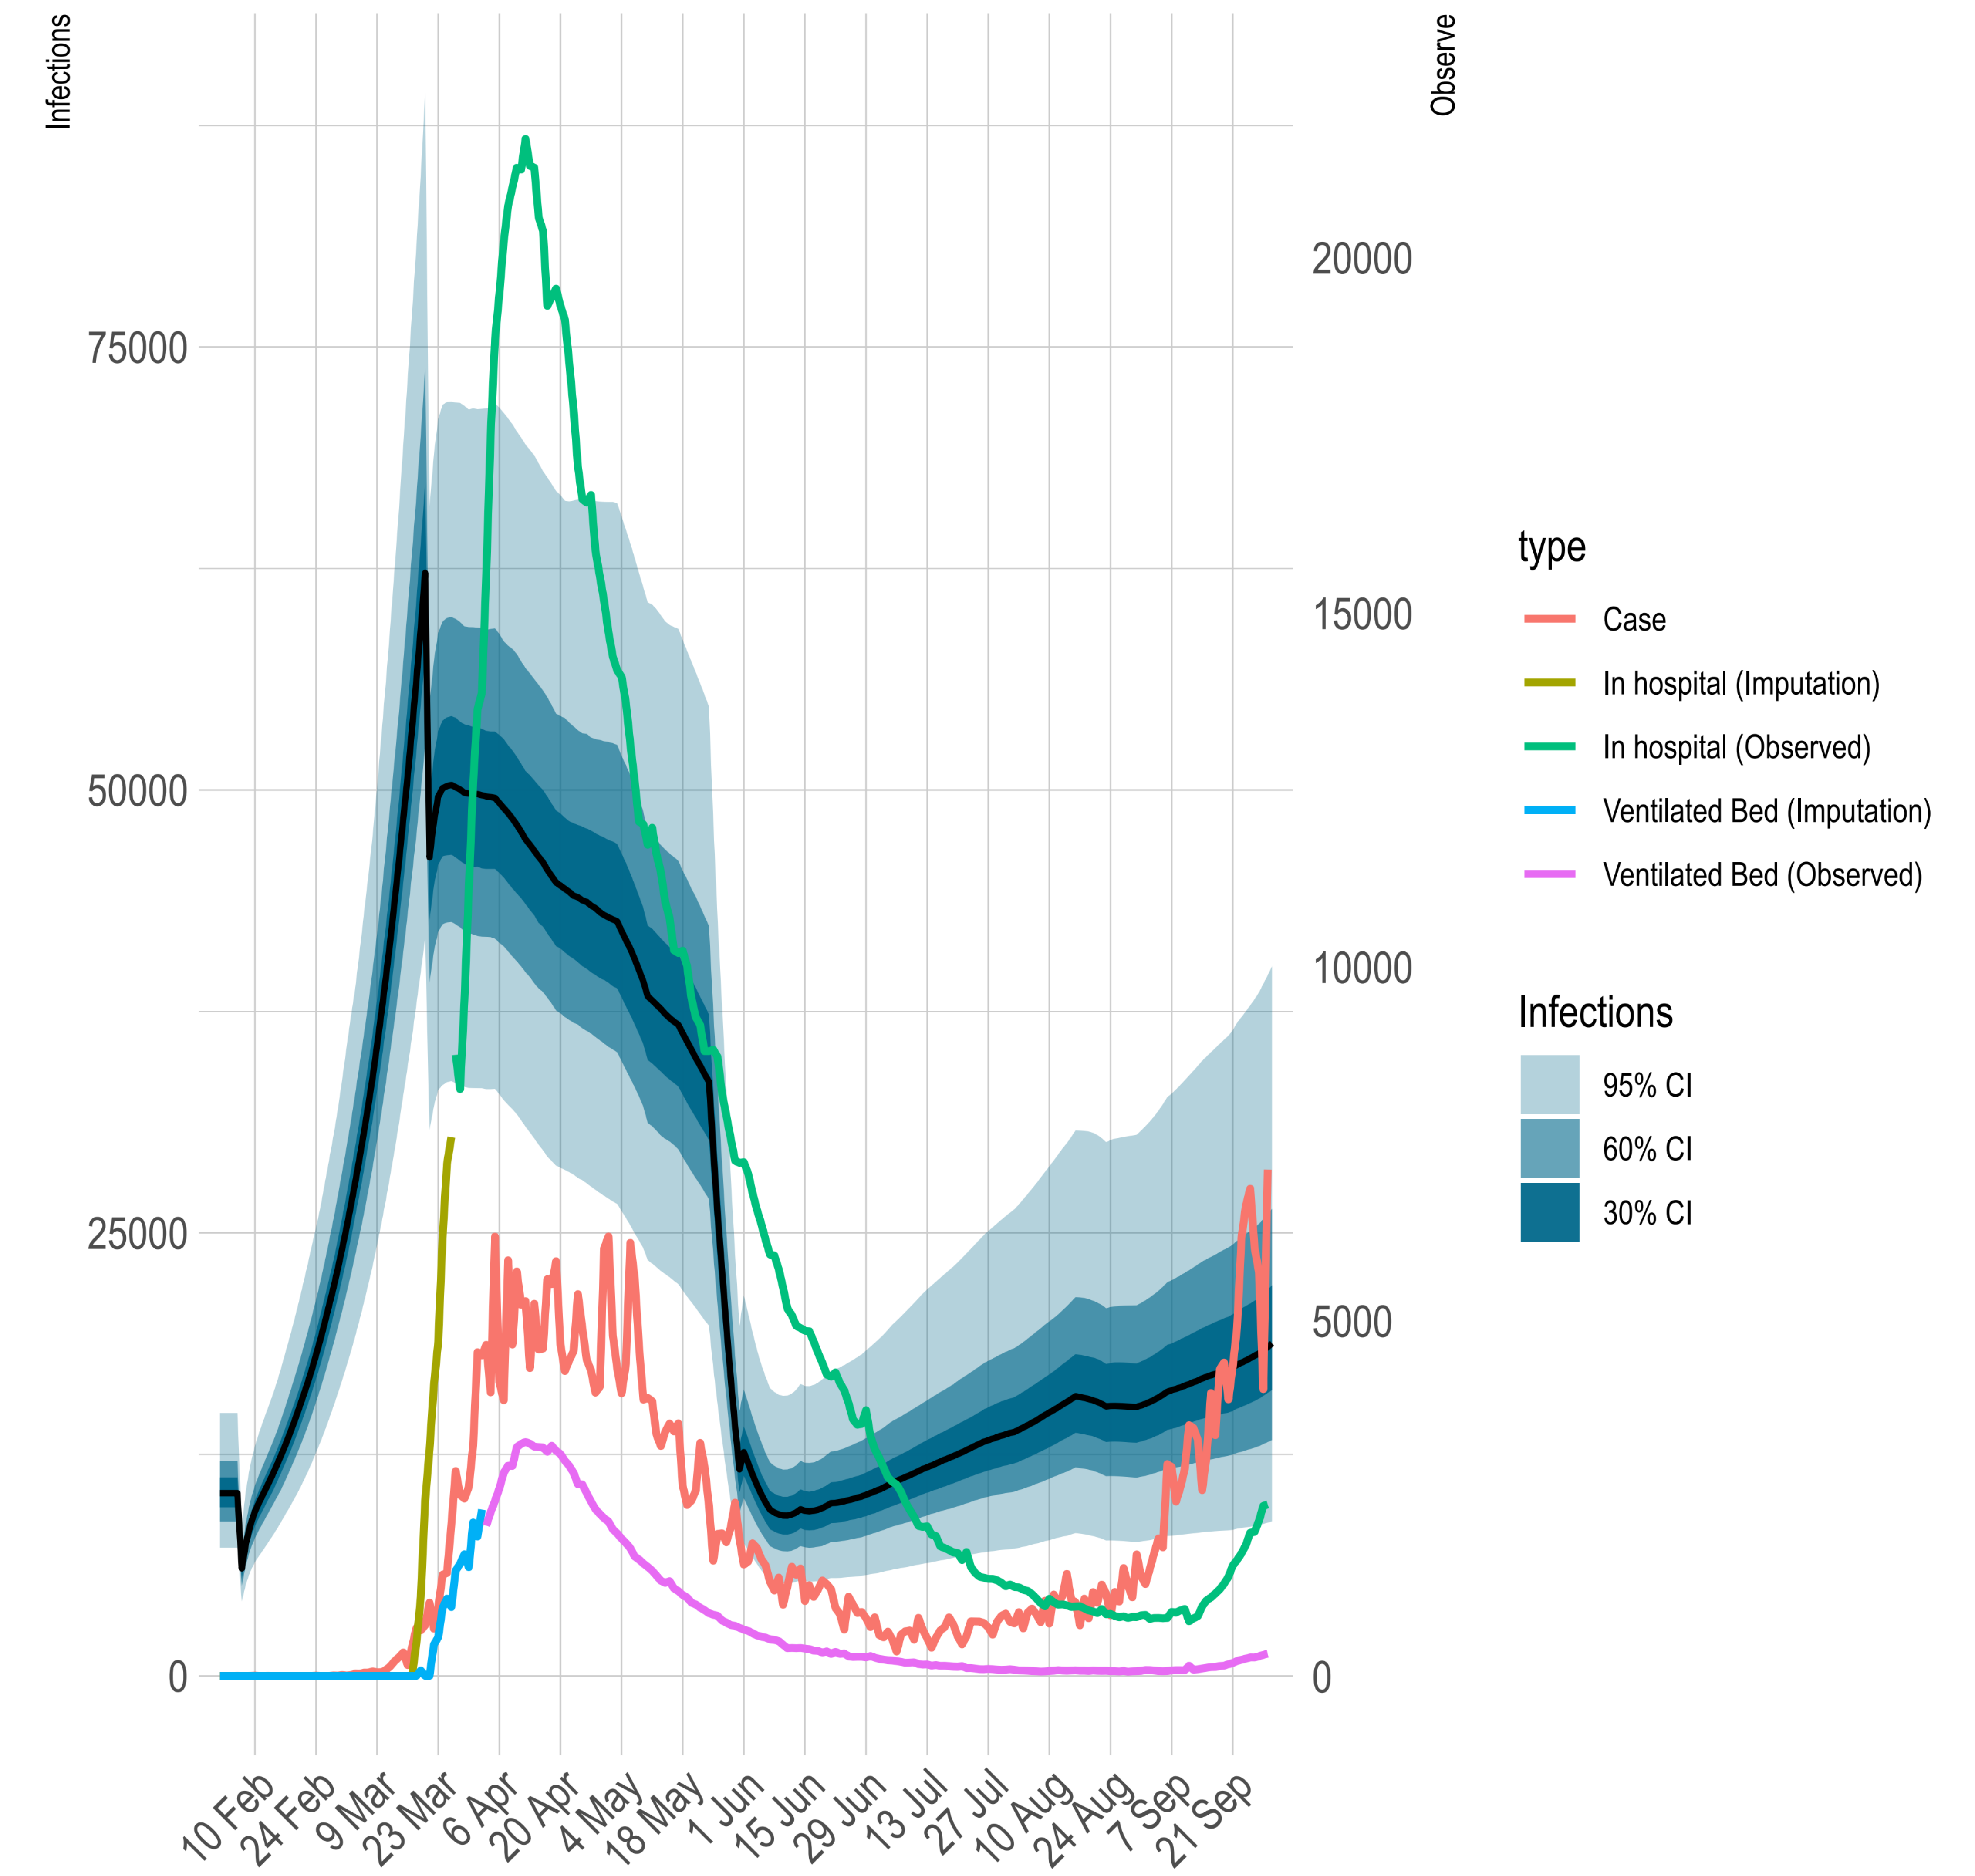 Infections
Observe
75000
50000
25000
0
20000
15000
10000
5000
0
10 Feb
24 Feb
9 Mar
23 Mar
6 Apr
20 Apr
4 May
18 May
1 Jun
15 Jun
29 Jun
13 Jul
27 Jul
10 Aug
24 Aug
7 Sep
21 Sep
type
Case
In hospital (Imputation)
In hospital (Observed)
Ventilated Bed (Imputation)
Ventilated Bed (Observed)
Infections
95% CI
60% CI
30% CI